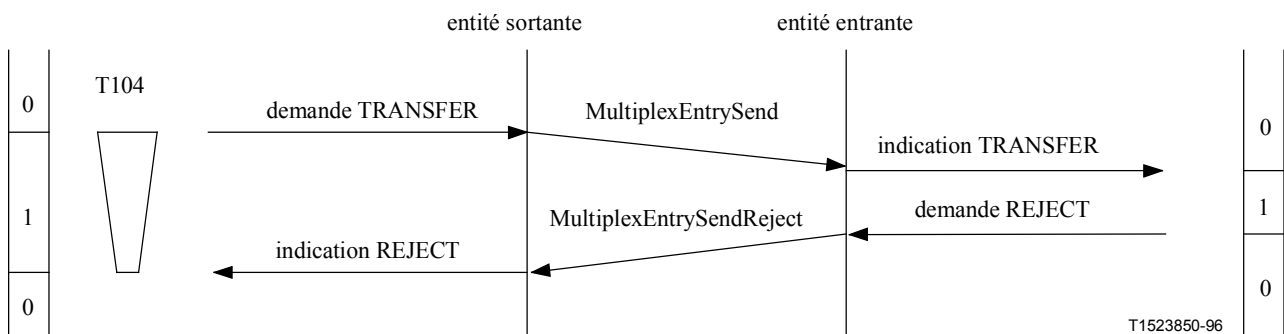 entité sortante
entité entrante
T104
0
demande TRANSFER
MultiplexEntrySend
0
indication TRANSFER
1
MultiplexEntrySendReject
demande REJECT
1
indication REJECT
0
0
T1523850-96